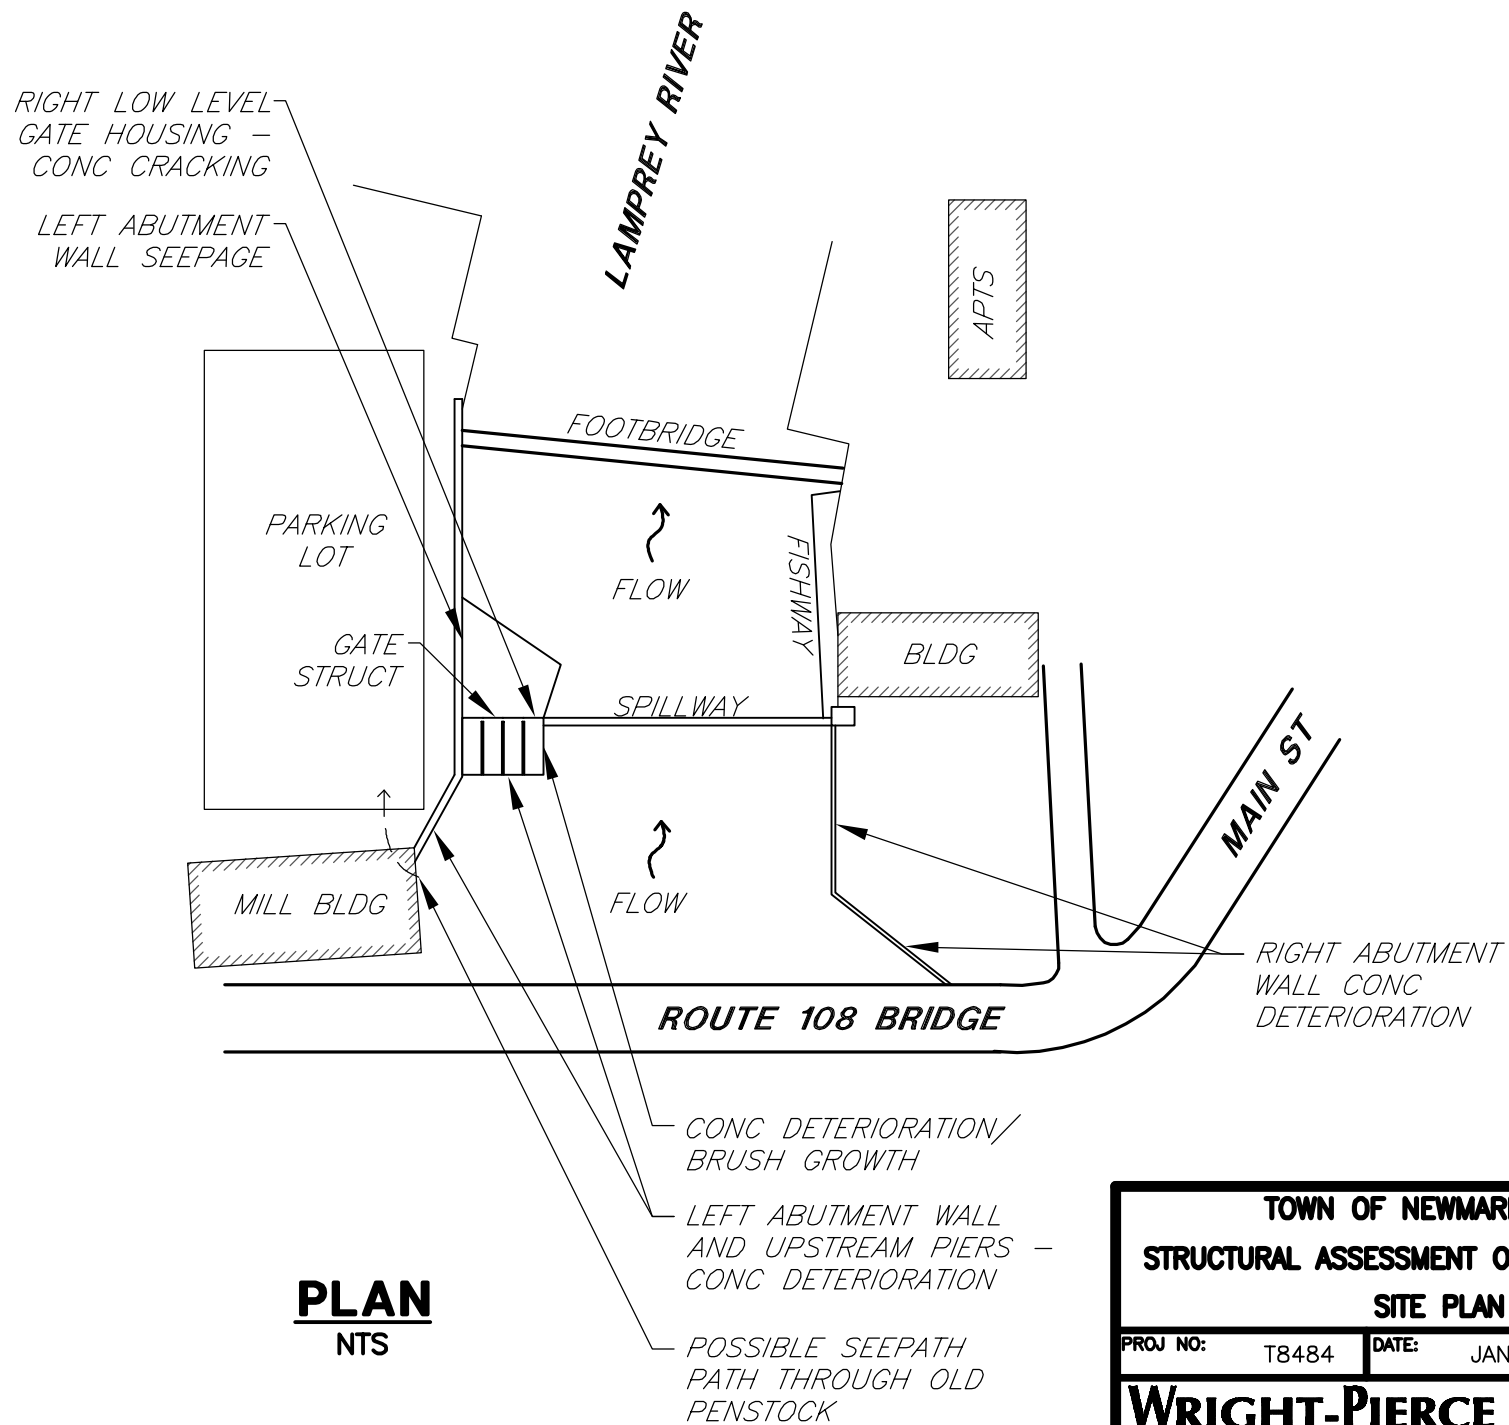 LAMPREY RIVER
RIGHT LOW LEVEL
GATE HOUSING –
CONC CRACKING
LEFT ABUTMENT
WALL SEEPAGE
APTS
FOOTBRIDGE
PARKING
LOT
FLOW
FISHWAY
GATE
STRUCT
BLDG
SPILLWAY
MAIN ST
MILL BLDG
FLOW
RIGHT ABUTMENT
WALL CONC
DETERIORATION
ROUTE 108 BRIDGE
CONC DETERIORATION/
BRUSH GROWTH
LEFT ABUTMENT WALL
AND UPSTREAM PIERS –
CONC DETERIORATION
POSSIBLE SEEPATH
PATH THROUGH OLD
PENSTOCK
PLAN
NTS
TOWN OF NEWMAR
STRUCTURAL ASSESSMENT O
SITE PLAN
PROJ NO: T8484 DATE: JAN
WRIGHT-PIERCE